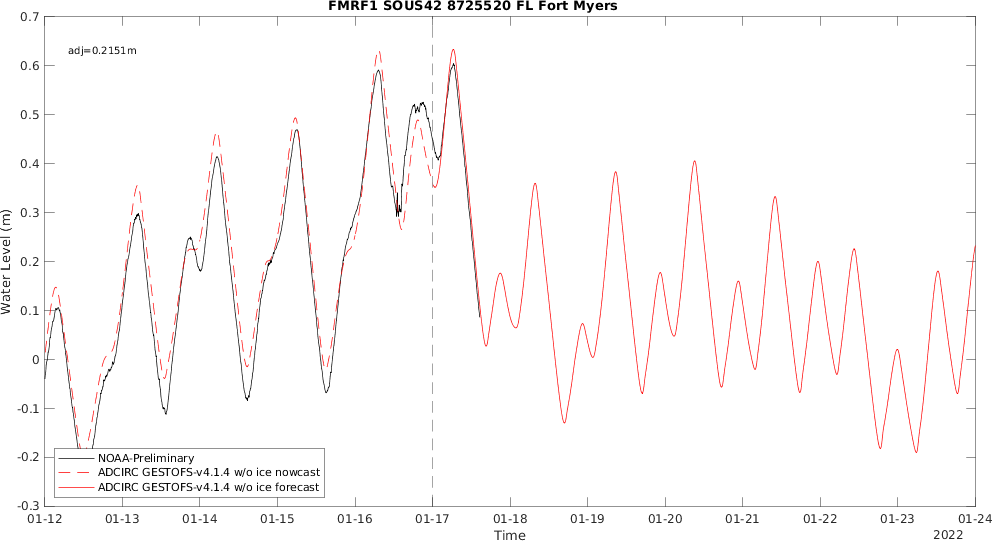 FMRF1 SOUS42 8725520 FL Fort Myers
0.7
adj=0.2151m
0.6
0.5
0.4
0.3
0.2
0.1
0
-0.1
-0.2
-0.3
Water Level (m)
NOAA-Preliminary
ADCIRC GESTOFS-v4.1.4 w/o ice nowcast
ADCIRC GESTOFS-v4.1.4 w/o ice forecast
01-12 01-13 01-14 01-15 01-16 01-17 01-18 01-19 01-20 01-21 01-22 01-23 01-24
Time
2022